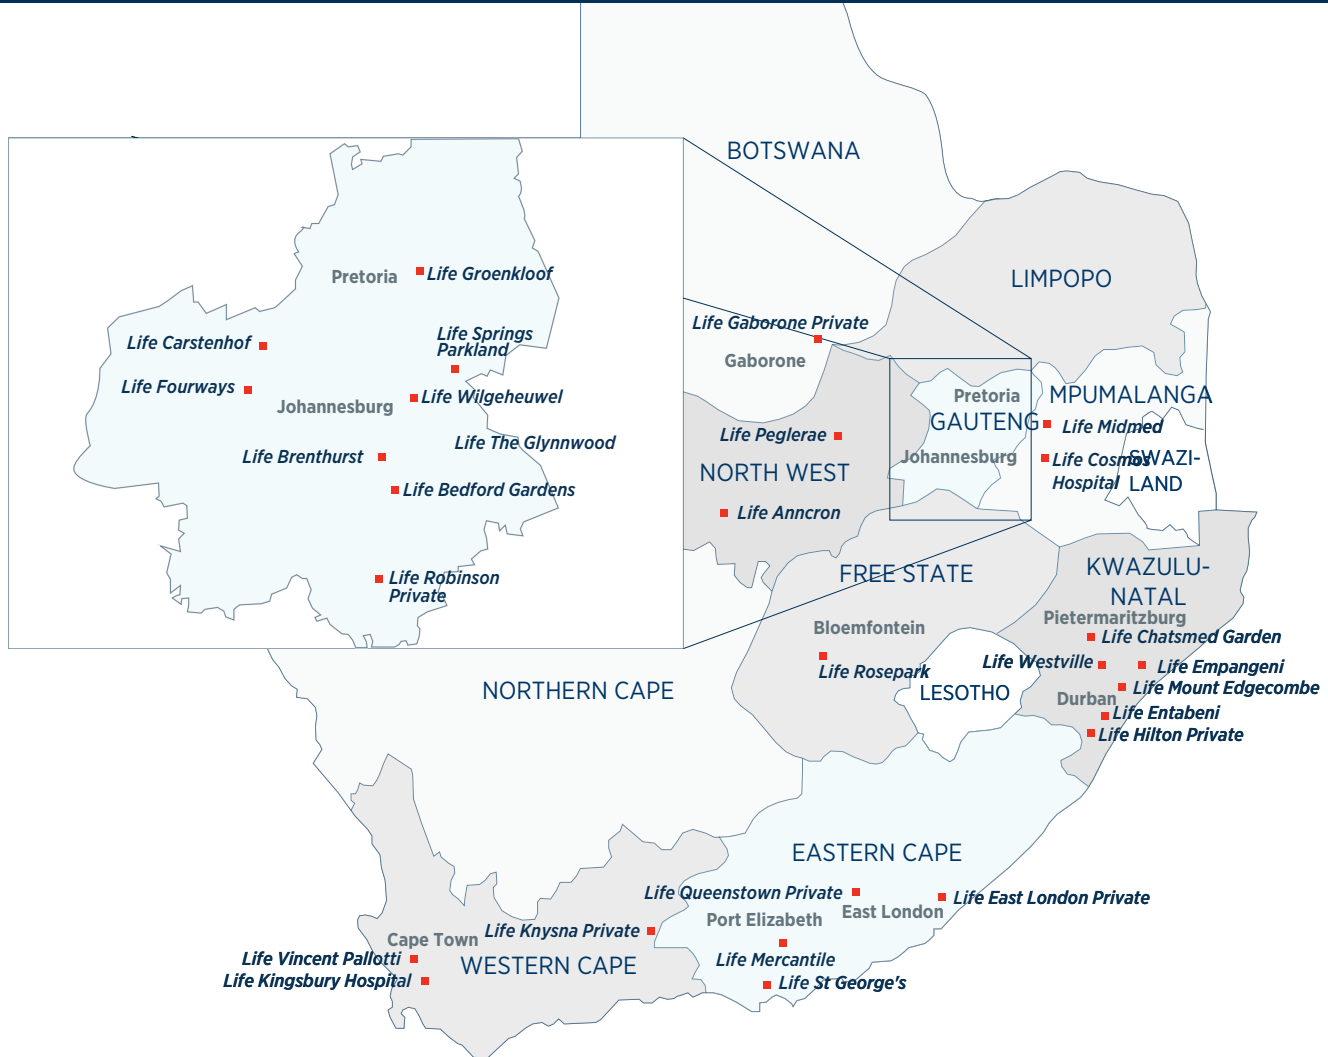 BOTSWANA
LIMPOPO
Pretoria
Life Groenkloof
Life Springs
Parkland
Life Carstenhof
Life Fourways
Johannesburg
Life Wilgeheuwel
Life The Glynnwood
Life Brenthurst
Life Bedford Gardens
Life Robinson
Private
Life Gaborone Private
Gaborone
Pretoria
MPUMALANGA
GAUTENG
Life Midmed
Life Peglerae
Johannesburg
Life Cosmos
Hospital
SWAZI-
LAND
NORTH WEST
Life Anncron
FREE STATE
KWAZULU-
NATAL
Pietermaritzburg
Bloemfontein
Life Chatsmed Garden
Life Westville
Life Empangeni
Life Rosepark
Life Mount Edgecombe
LESOTHO
Durban
Life Entabeni
Life Hilton Private
NORTHERN CAPE
EASTERN CAPE
Life Queenstown Private
Life East London Private
East London
Port Elizabeth
Life Knysna Private
Cape Town
Life Vincent Pallotti
WESTERN CAPE
Life Mercantile
Life Kingsbury Hospital
Life St George's